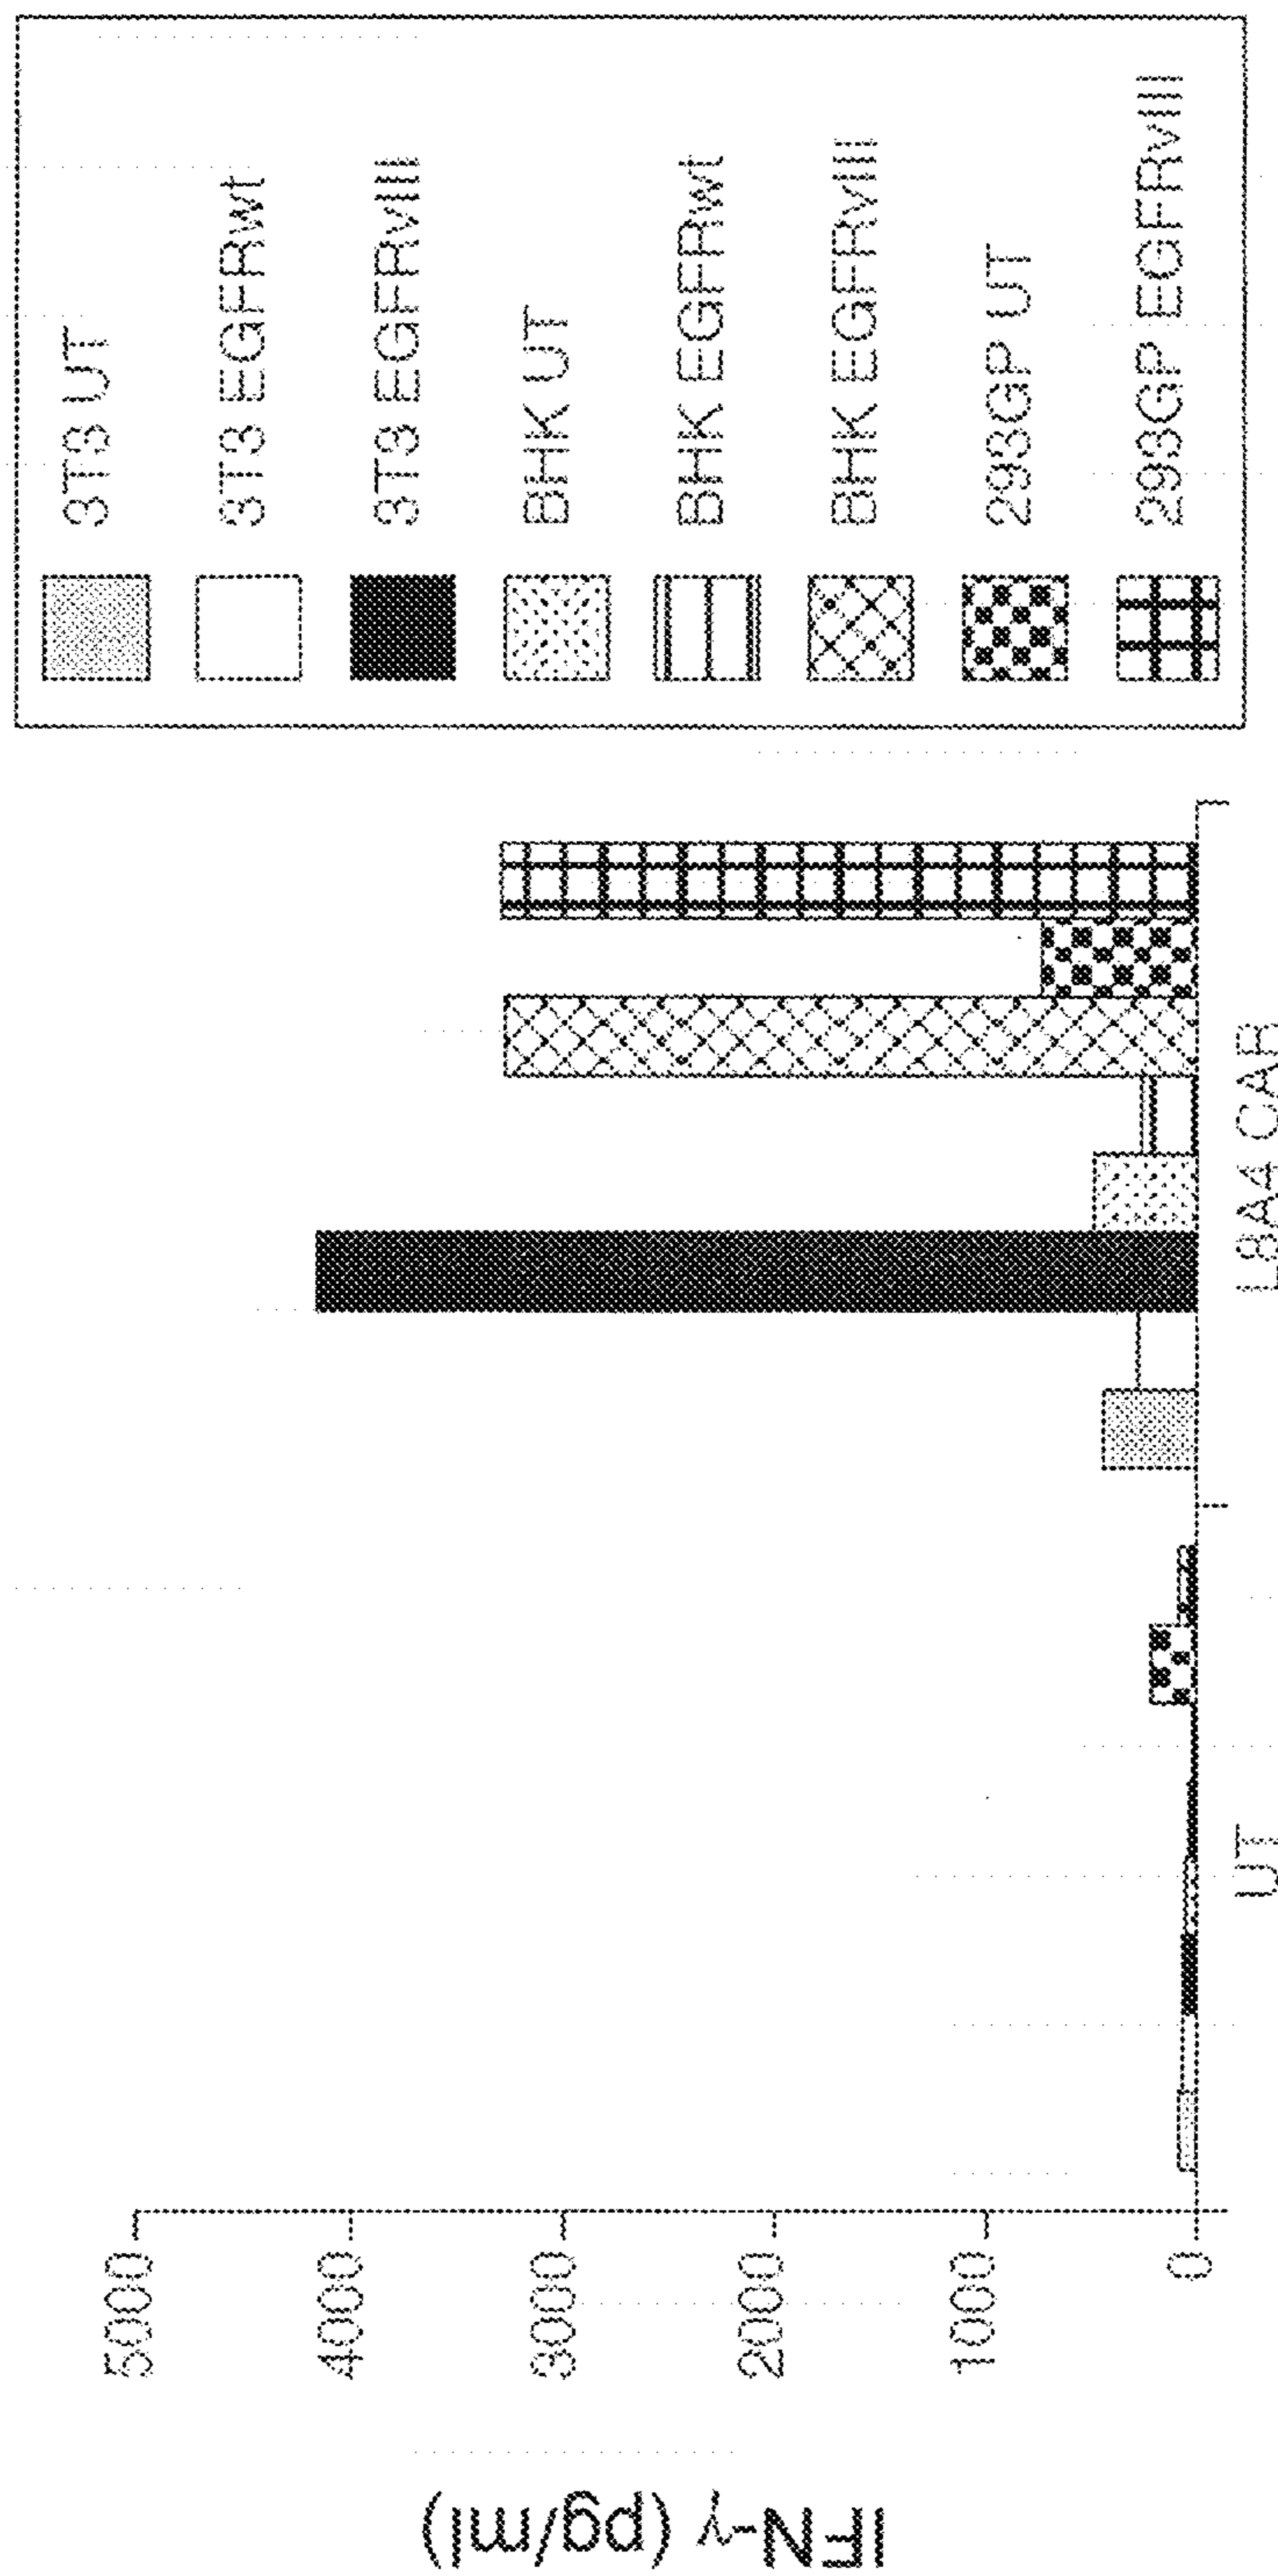 IFN-γ (pg/ml)
5000
4000
3000
2000
1000
0
UT
L8A4 CAR
3T3 UT
3T3 EGFRwt
3T3 EGFRvIII
BHK UT
BHK EGFRwt
BHK EGFRvIII
293GP UT
293GP EGFRvIII